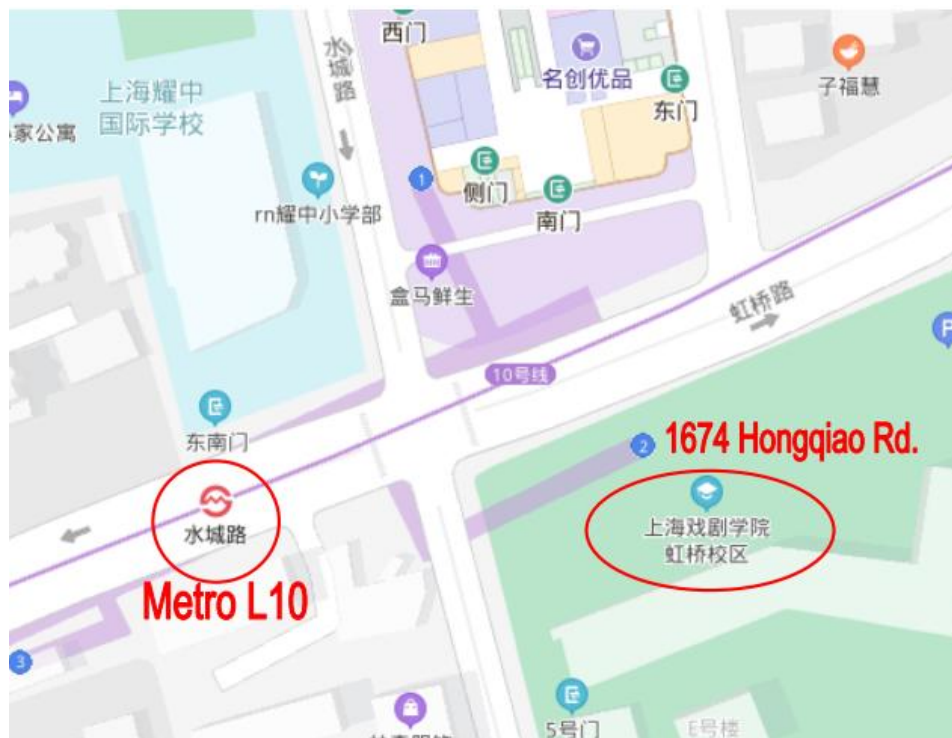 西门
水城路
名创优品
东门
子福慧
上海耀中
国际学校
家公寓
1
侧门
南门
rn耀中小学部
盒马鲜生
虹桥路
P
10号线
东南门
2
1674 Hongqiao Rd.
水城路
上海戏剧学院
虹桥校区
Metro L10
3
5号门
E号楼